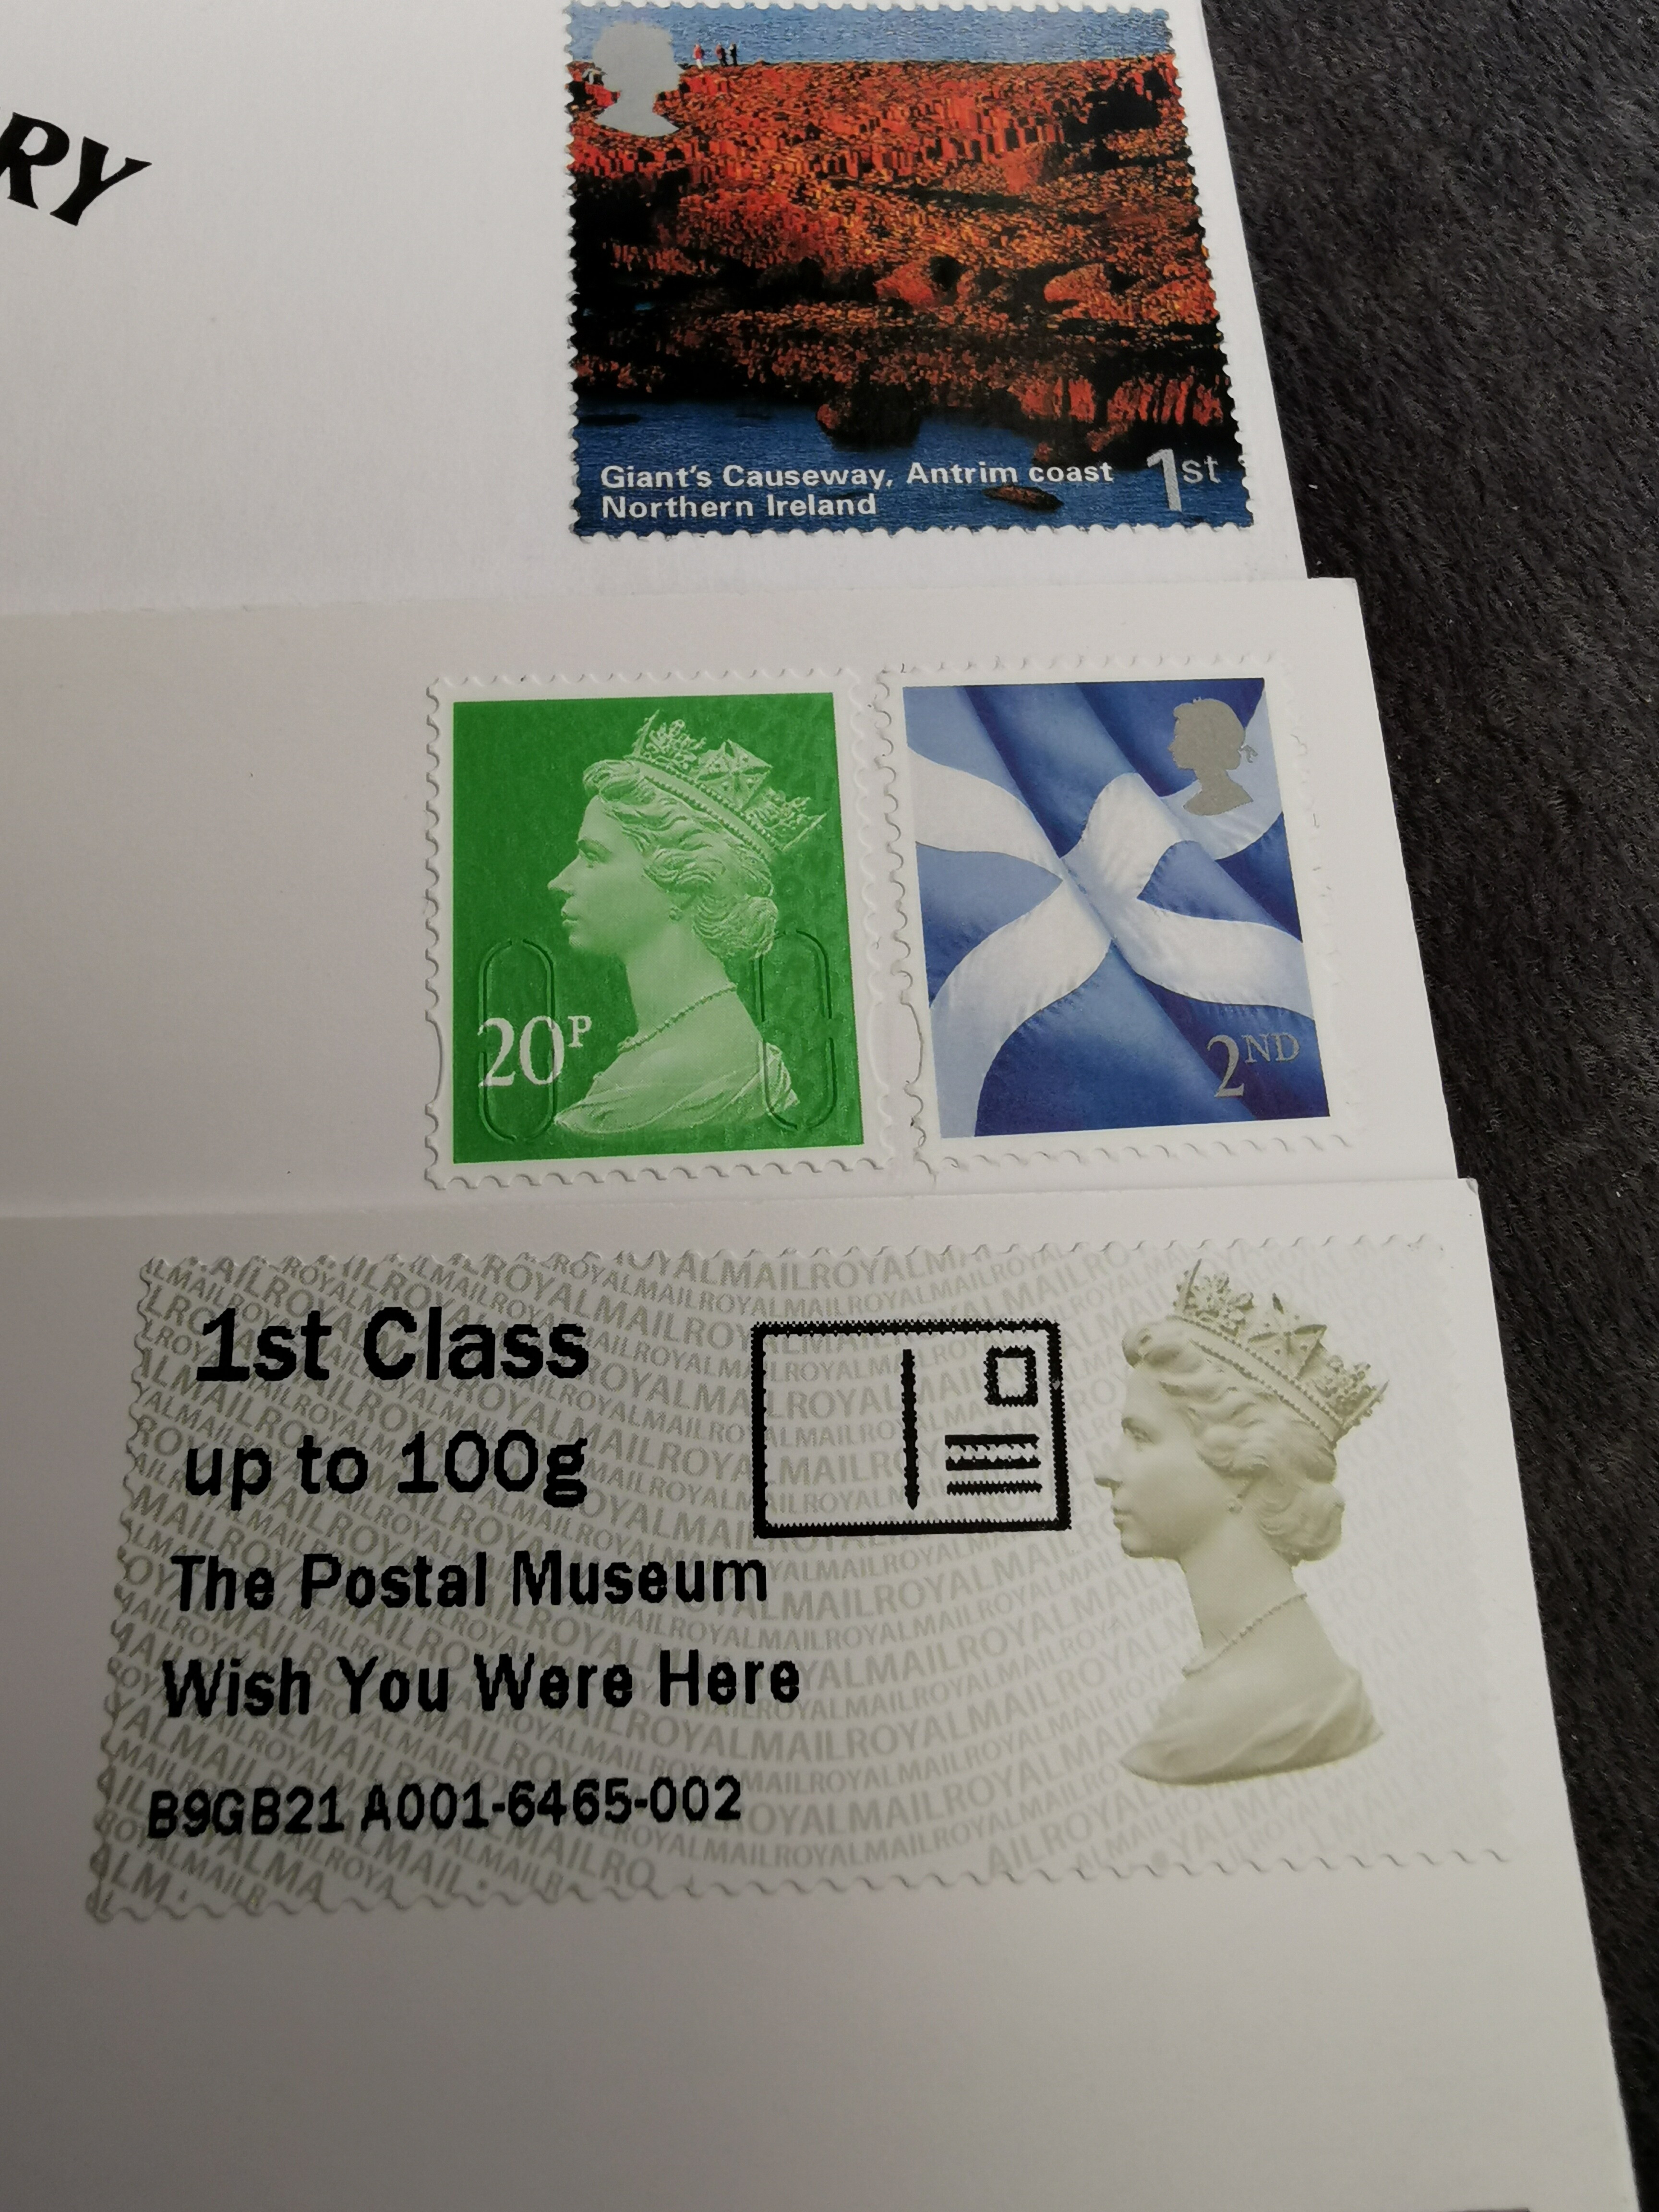 RY
Giant's Causeway, Antrim coast
Northern Ireland
1st
20P
2ND
1st Class
up to 100g
The Postal Museum
Wish You Were Here
B9GB21 A001-6465-002